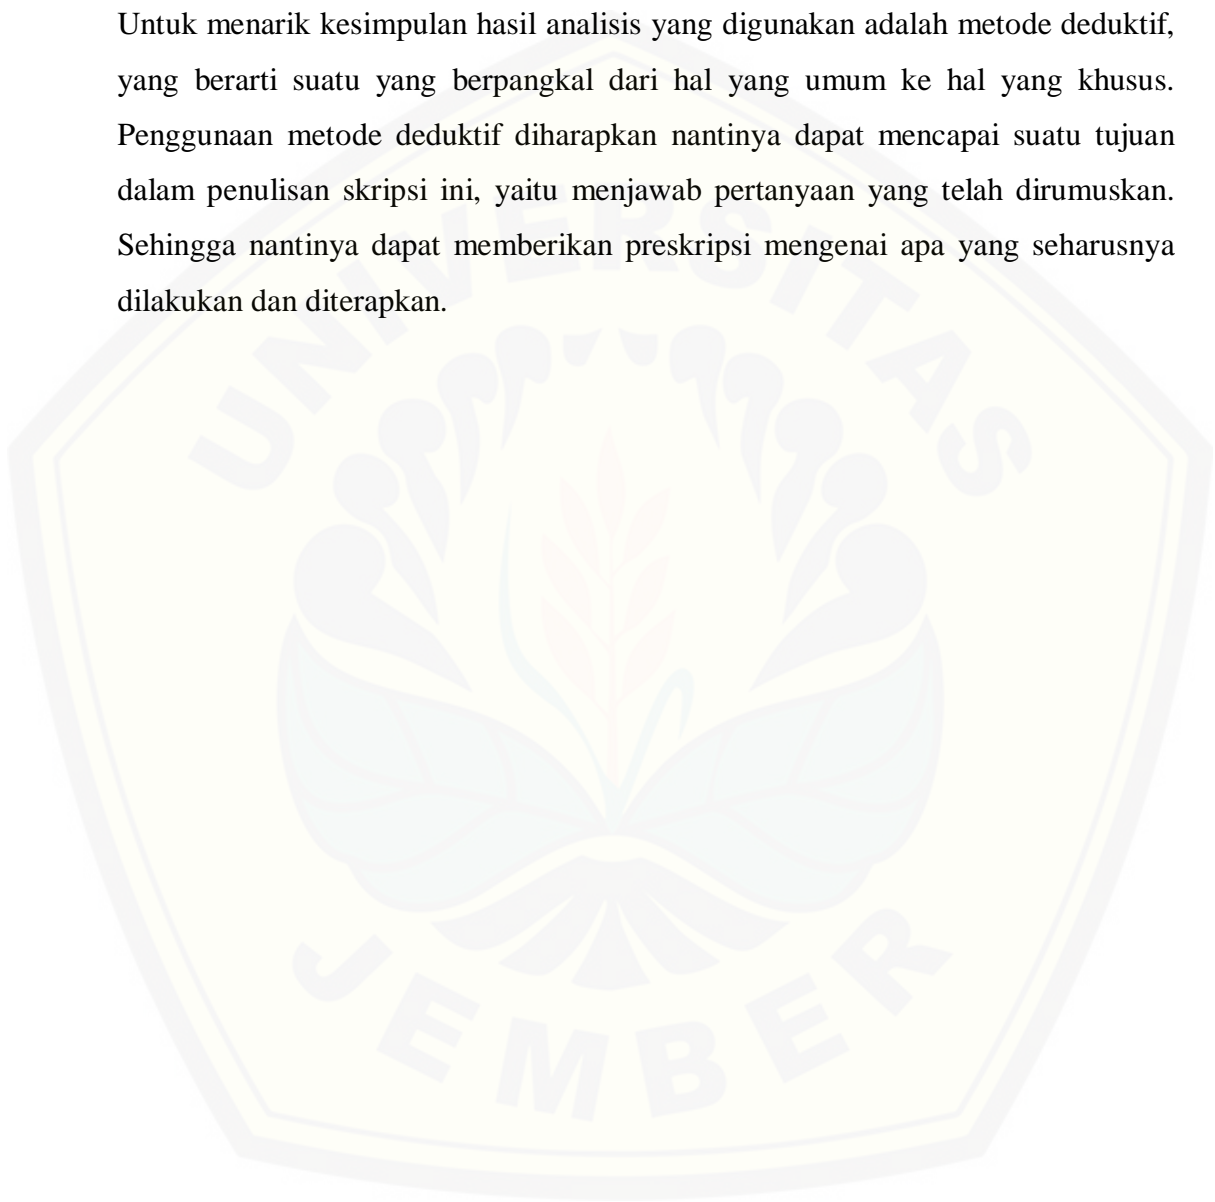 Untuk menarik kesimpulan hasil analisis yang digunakan adalah metode deduktif,
yang berarti suatu yang berpangkal dari hal yang umum ke hal yang khusus.
Penggunaan metode deduktif diharapkan nantinya dapat mencapai suatu tujuan
dalam penulisan skripsi ini, yaitu menjawab pertanyaan yang telah dirumuskan.
Sehingga nantinya dapat memberikan preskripsi mengenai apa yang seharusnya
dilakukan dan diterapkan.
UNIVERSITAS
JEMBER